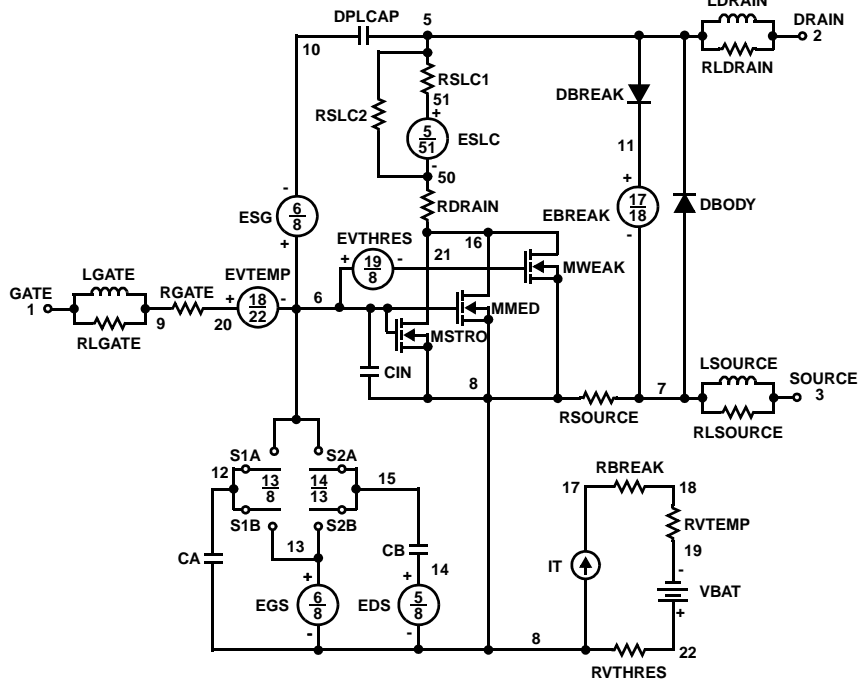 LDRAIN
DPLCAP
5
DRAIN
2
10
RLDRAIN
RSLC1
51
DBREAK
RSLC2
+
5
51
ESLC
11
-
50
-
+
17
18
DBODY
6
8
ESG
RDRAIN
EBREAK
+
EVTHRES
16
-
21
+
19
8
-
MWEAK
LGATE
EVTEMP
GATE
1
RGATE
+
18
22
-
6
MMED
9
20
MSTRO
RLGATE
LSOURCE
CIN
8
7
SOURCE
3
RSOURCE
RLSOURCE
S1A
S2A
12
13
8
14
13
15
RBREAK
17
18
S1B
S2B
RVTEMP
13
CB
19
CA
14
IT
-
+
+
VBAT
EGS
6
8
EDS
5
8
+
-
-
8
22
RVTHRES